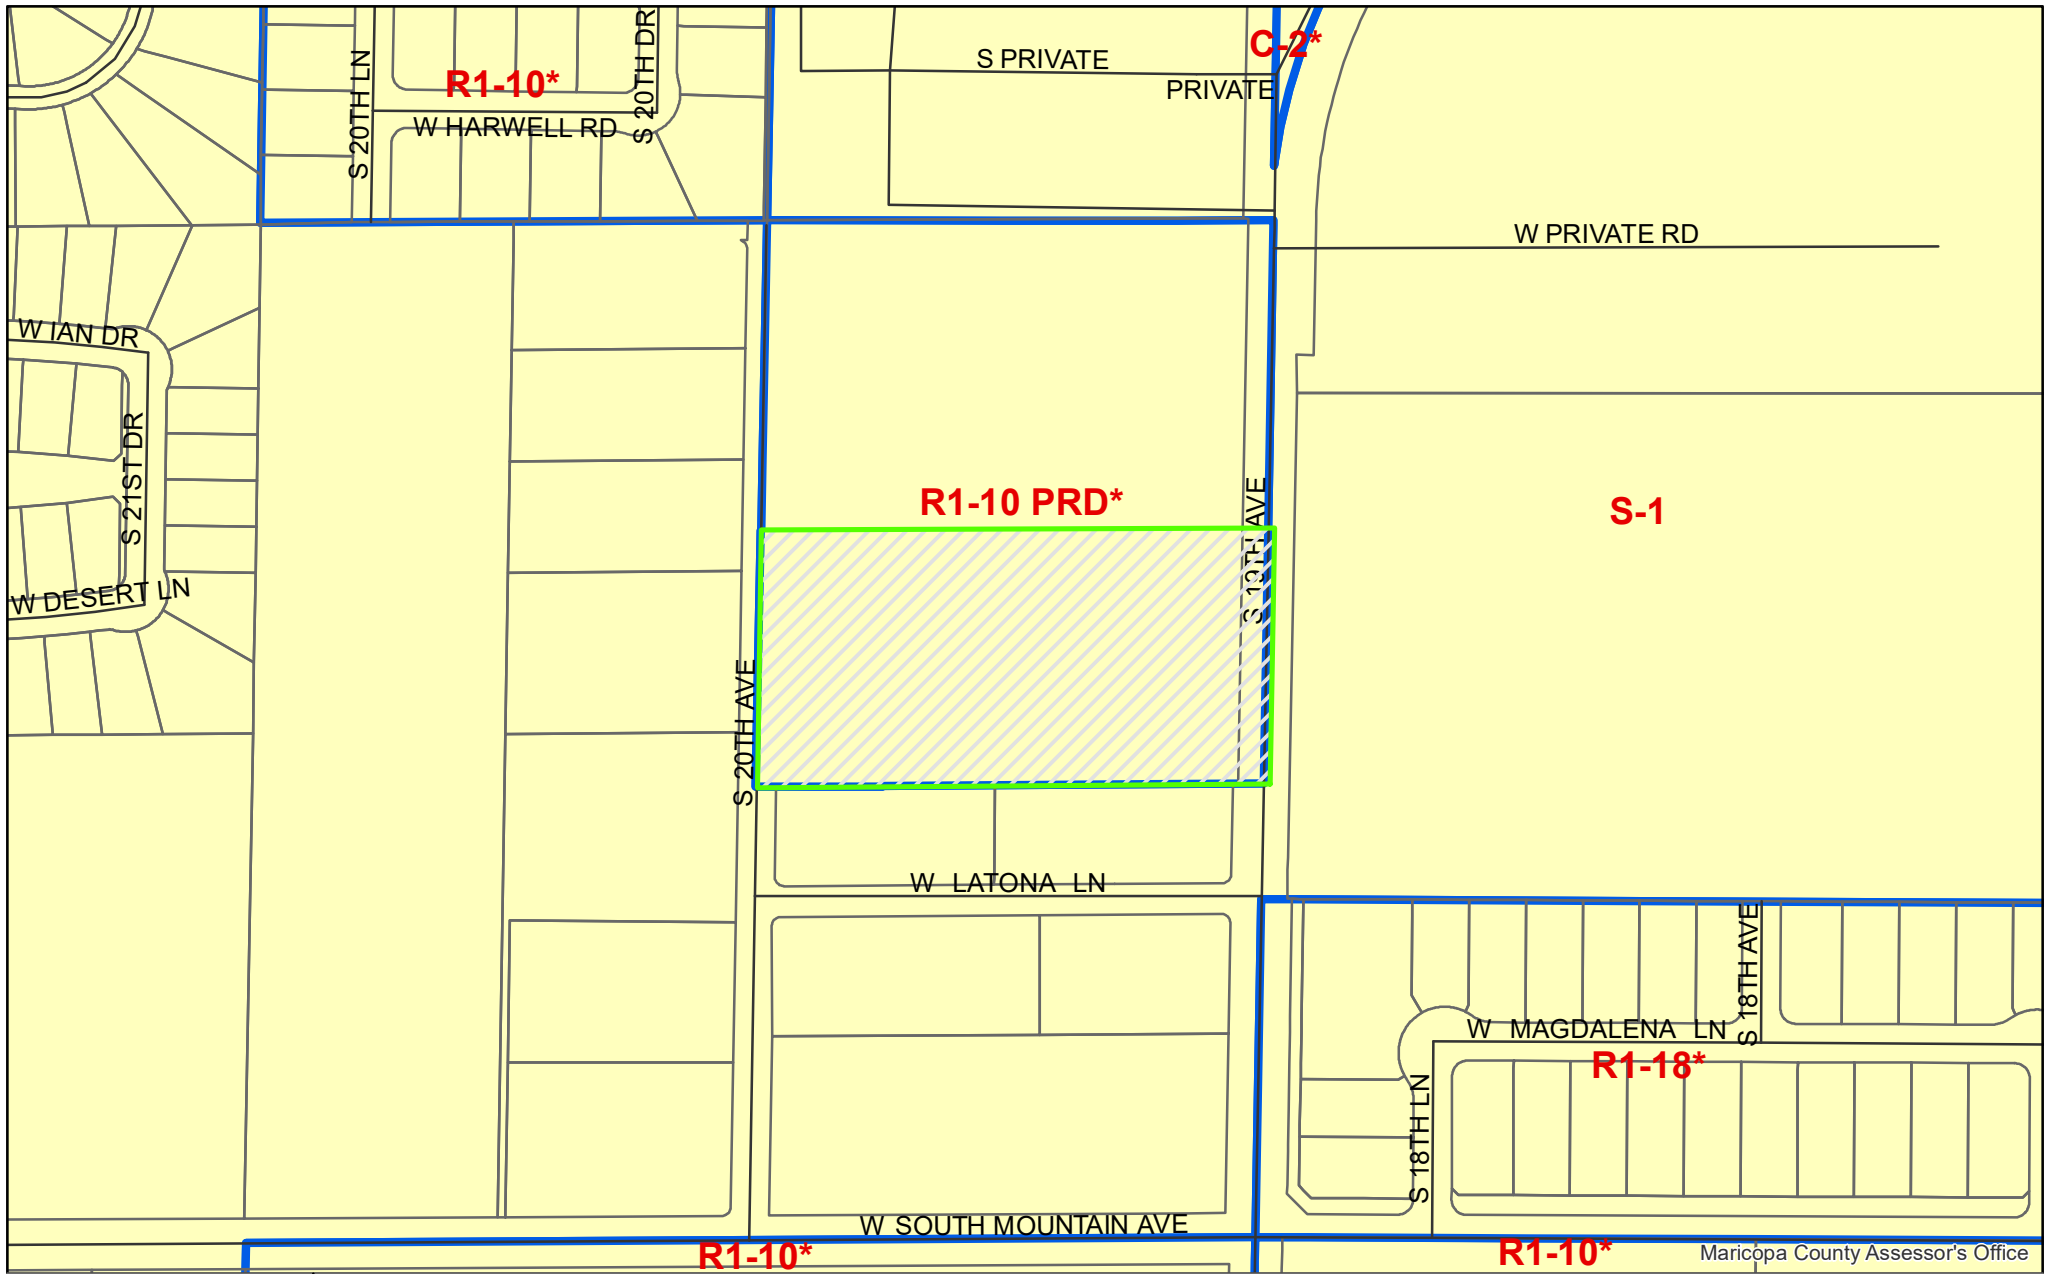 C-2*
S PRIVATE
PRIVATE
R1-10*
S 20TH LN
S 20TH DR
W HARWELL RD
W PRIVATE RD
W IAN DR
S 21ST DR
W DESERT LN
R1-10 PRD*
S 19TH AVE
S-1
S 20TH AVE
W LATONA LN
S 18TH AVE
W MAGDALENA LN
R1-18*
S 18TH LN
W SOUTH MOUNTAIN AVE
R1-10*
R1-10*
Maricopa County Assessor's Office